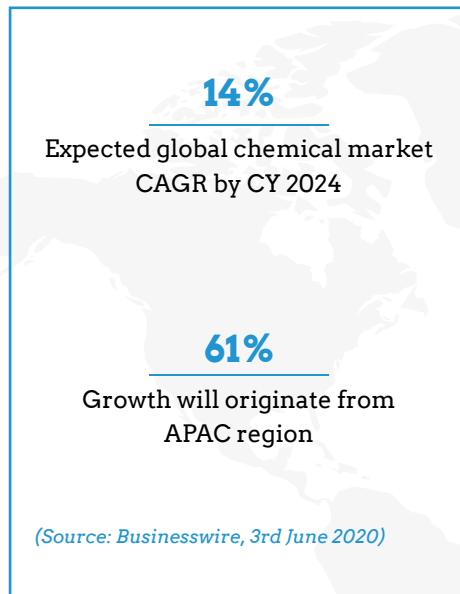 14%
Expected global chemical market
CAGR by CY 2024
61%
Growth will originate from
APAC region
(Source: Businesswire, 3rd June 2020)